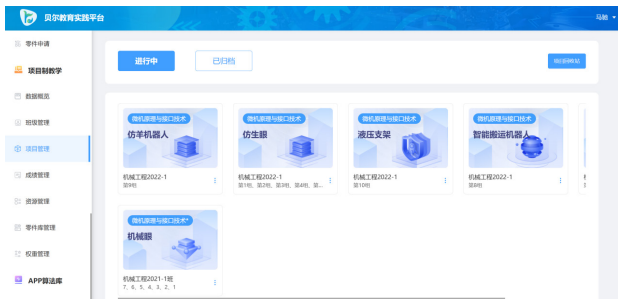 贝尔教育实践平台
马敏
零件申请
项目制教学
数据概览
班级管理
项目管理
成绩管理
资源管理
零件库管理
权重管理
APP算法库
进行中
已归档
微机原理与接口技术
仿羊机器人
机械工程2022-1
第9组
微机原理与接口技术
仿生眼
机械工程2022-1
第1组、第2组、第3组、第4组、第...
微机原理与接口技术
液压支架
机械工程2022-1
第10组
微机原理与接口技术
智能搬运机器人
机械工程2022-1
第8组
微机原理与接口技术*
机械眼
机械工程2021-1班
7、6、5、4、3、2、1